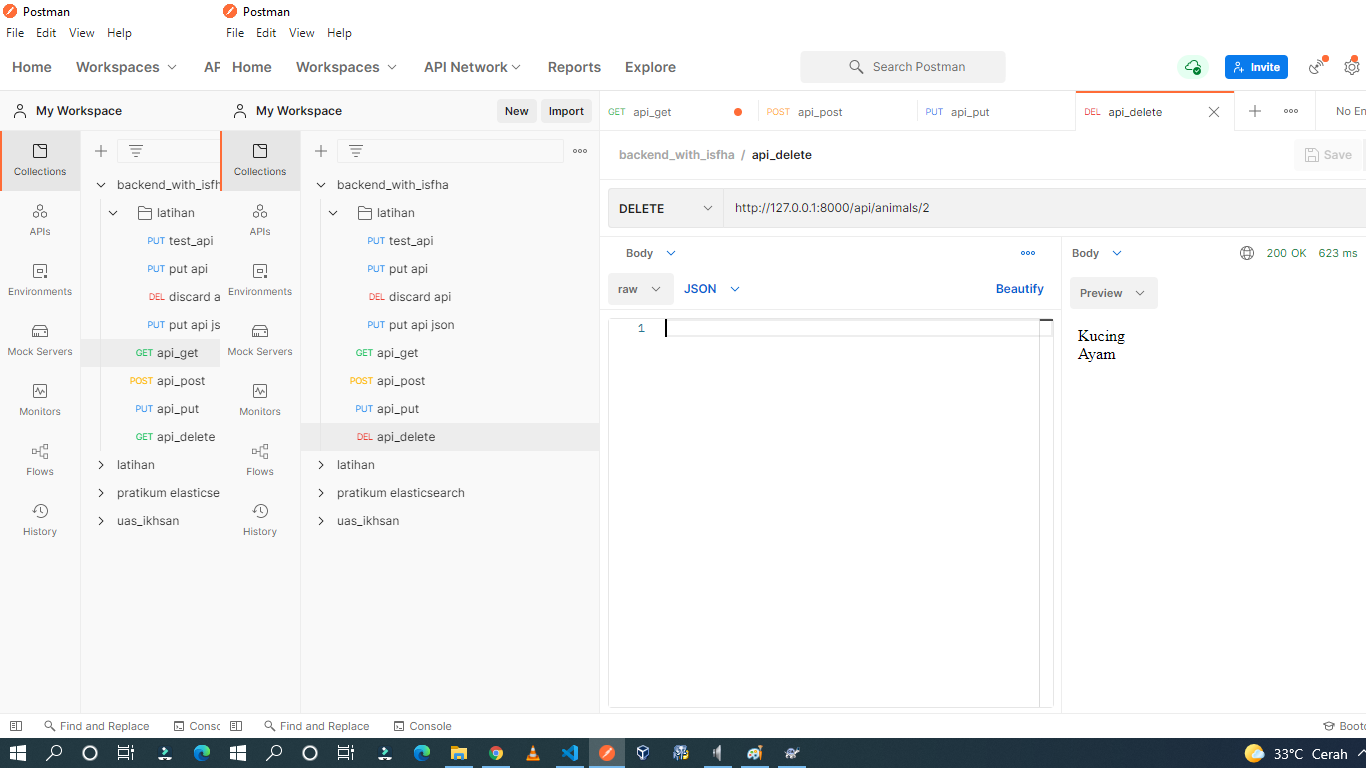 Postman Postman
File Edit View Help File Edit View Help
Home Workspaces AP Home Workspaces API Network Reports Explore Search Postman Invite
My Workspace My Workspace New Import GET api_get POST api_post PUT api_put DEL api_delete No En
Collections Collections backend_with_isfha / api_delete Save
backend_with_isfh backend_with_isfha
latihan latihan DELETE http://127.0.0.1:8000/api/animals/2
APIs PUT test_api APIs PUT test_api
Body Body 200 OK 623 ms
PUT put api PUT put api
Environments DEL discard a Environments DEL discard api raw JSON Beautify Preview
PUT put api js PUT put api json 1 Kucing
Mock Servers GET api_get Mock Servers GET api_get Ayam
POST api_post POST api_post
Monitors PUT api_put Monitors PUT api_put
GET api_delete DEL api_delete
Flows latihan Flows latihan
pratikum elasticse pratikum elasticsearch
History uas_ikhsan History uas_ikhsan
Find and Replace Consc Find and Replace Console Bootc
33°C Cerah